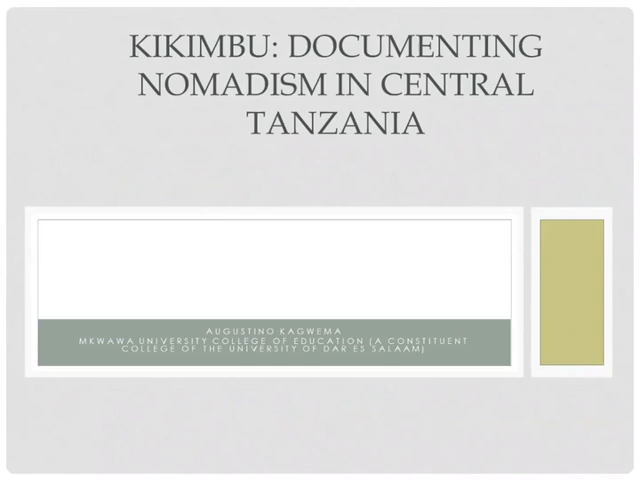 KIKIMBU: DOCUMENTING
NOMADISM IN CENTRAL
TANZANIA
AUGUSTINO KAGWEMA
MKWAWA UNIVERSITY COLLEGE OF EDUCATION (A CONSTITUENT
COLLEGE OF THE UNIVERSITY OF DAR ES SALAAM)